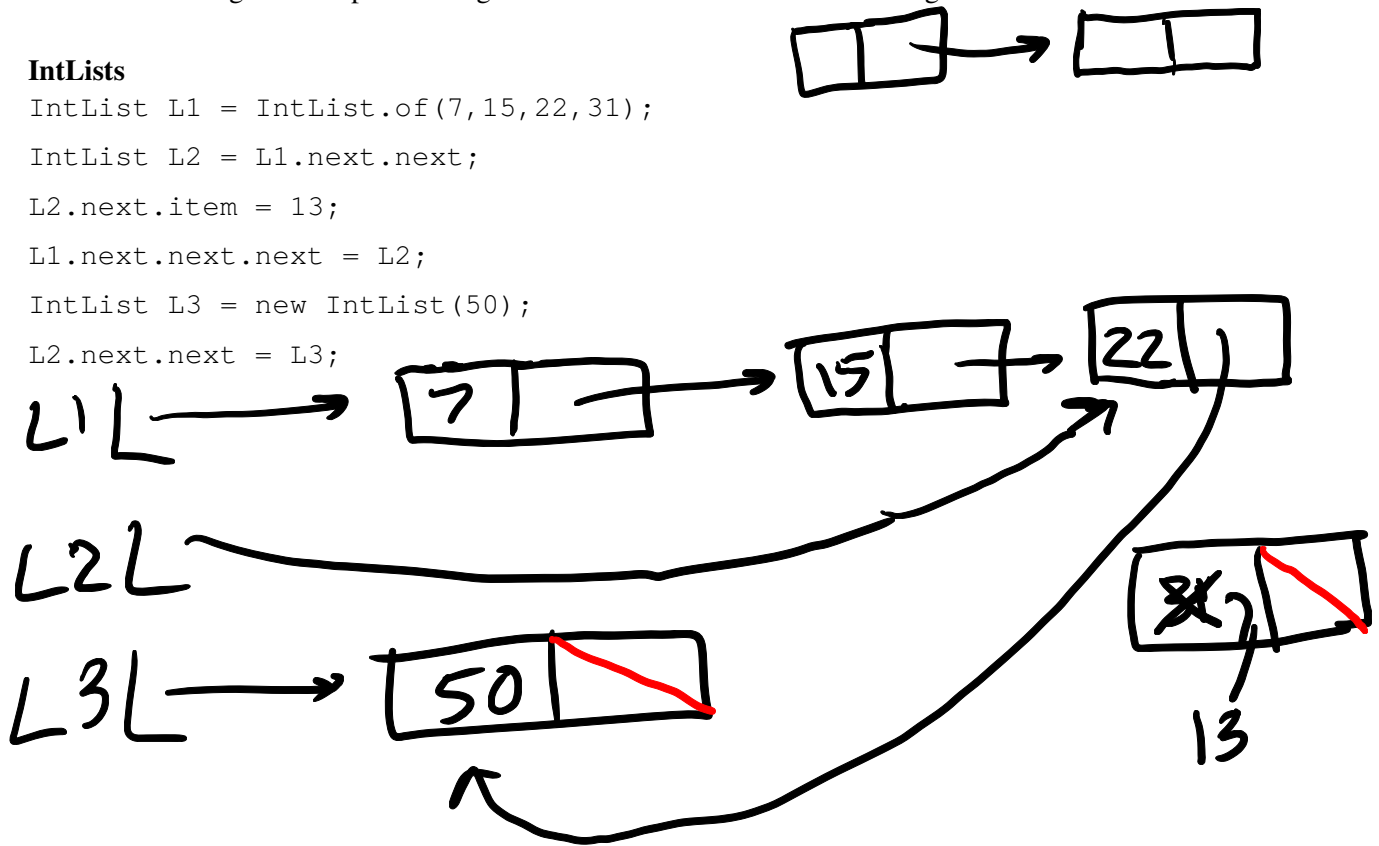 IntLists
IntList L1 = IntList.of(7,15,22,31);
IntList L2 = L1.next.next;
L2.next.item = 13;
L1.next.next.next = L2;
IntList L3 = new IntList(50);
L2.next.next = L3;
L1 7 15 22
L2
L3 50 31
13